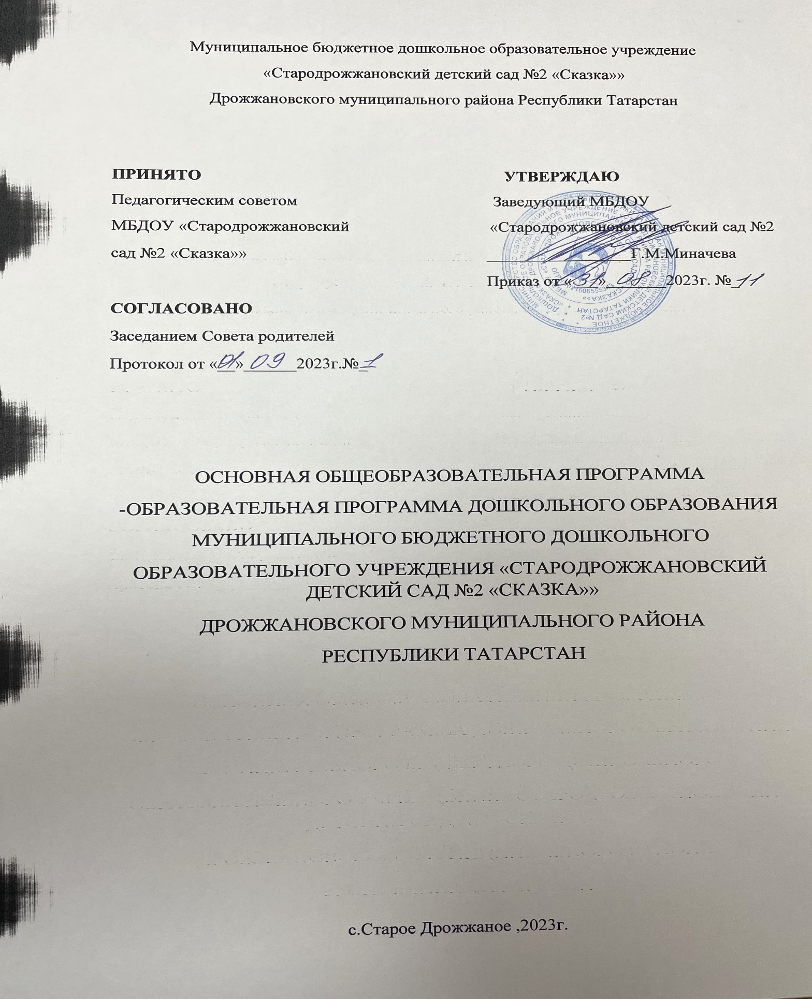 Муниципальное бюджетное дошкольное образовательное учреждение
«Стародрожжановский детский сад №2 «Сказка»»
Дрожжановского муниципального района Республики Татарстан
ПРИНЯТО
Педагогическим советом
МБДОУ «Стародрожжановский
сад №2 «Сказка»»
УТВЕРЖДАЮ
Заведующий МБДОУ
«Стародрожжановский детский сад №2
Г.М.Миначева
Приказ от «31» 08 2023г. №_11
СОГЛАСОВАНО
Заседанием Совета родителей
Протокол от «01» 09 2023г.№_1
ОСНОВНАЯ ОБЩЕОБРАЗОВАТЕЛЬНАЯ ПРОГРАММА
-ОБРАЗОВАТЕЛЬНАЯ ПРОГРАММА ДОШКОЛЬНОГО ОБРАЗОВАНИЯ
МУНИЦИПАЛЬНОГО БЮДЖЕТНОГО ДОШКОЛЬНОГО
ОБРАЗОВАТЕЛЬНОГО УЧРЕЖДЕНИЯ «СТАРОДРОЖЖАНОВСКИЙ
ДЕТСКИЙ САД №2 «СКАЗКА»»
ДРОЖЖАНОВСКОГО МУНИЦИПАЛЬНОГО РАЙОНА
РЕСПУБЛИКИ ТАТАРСТАН
с.Старое Дрожжаное ,2023г.